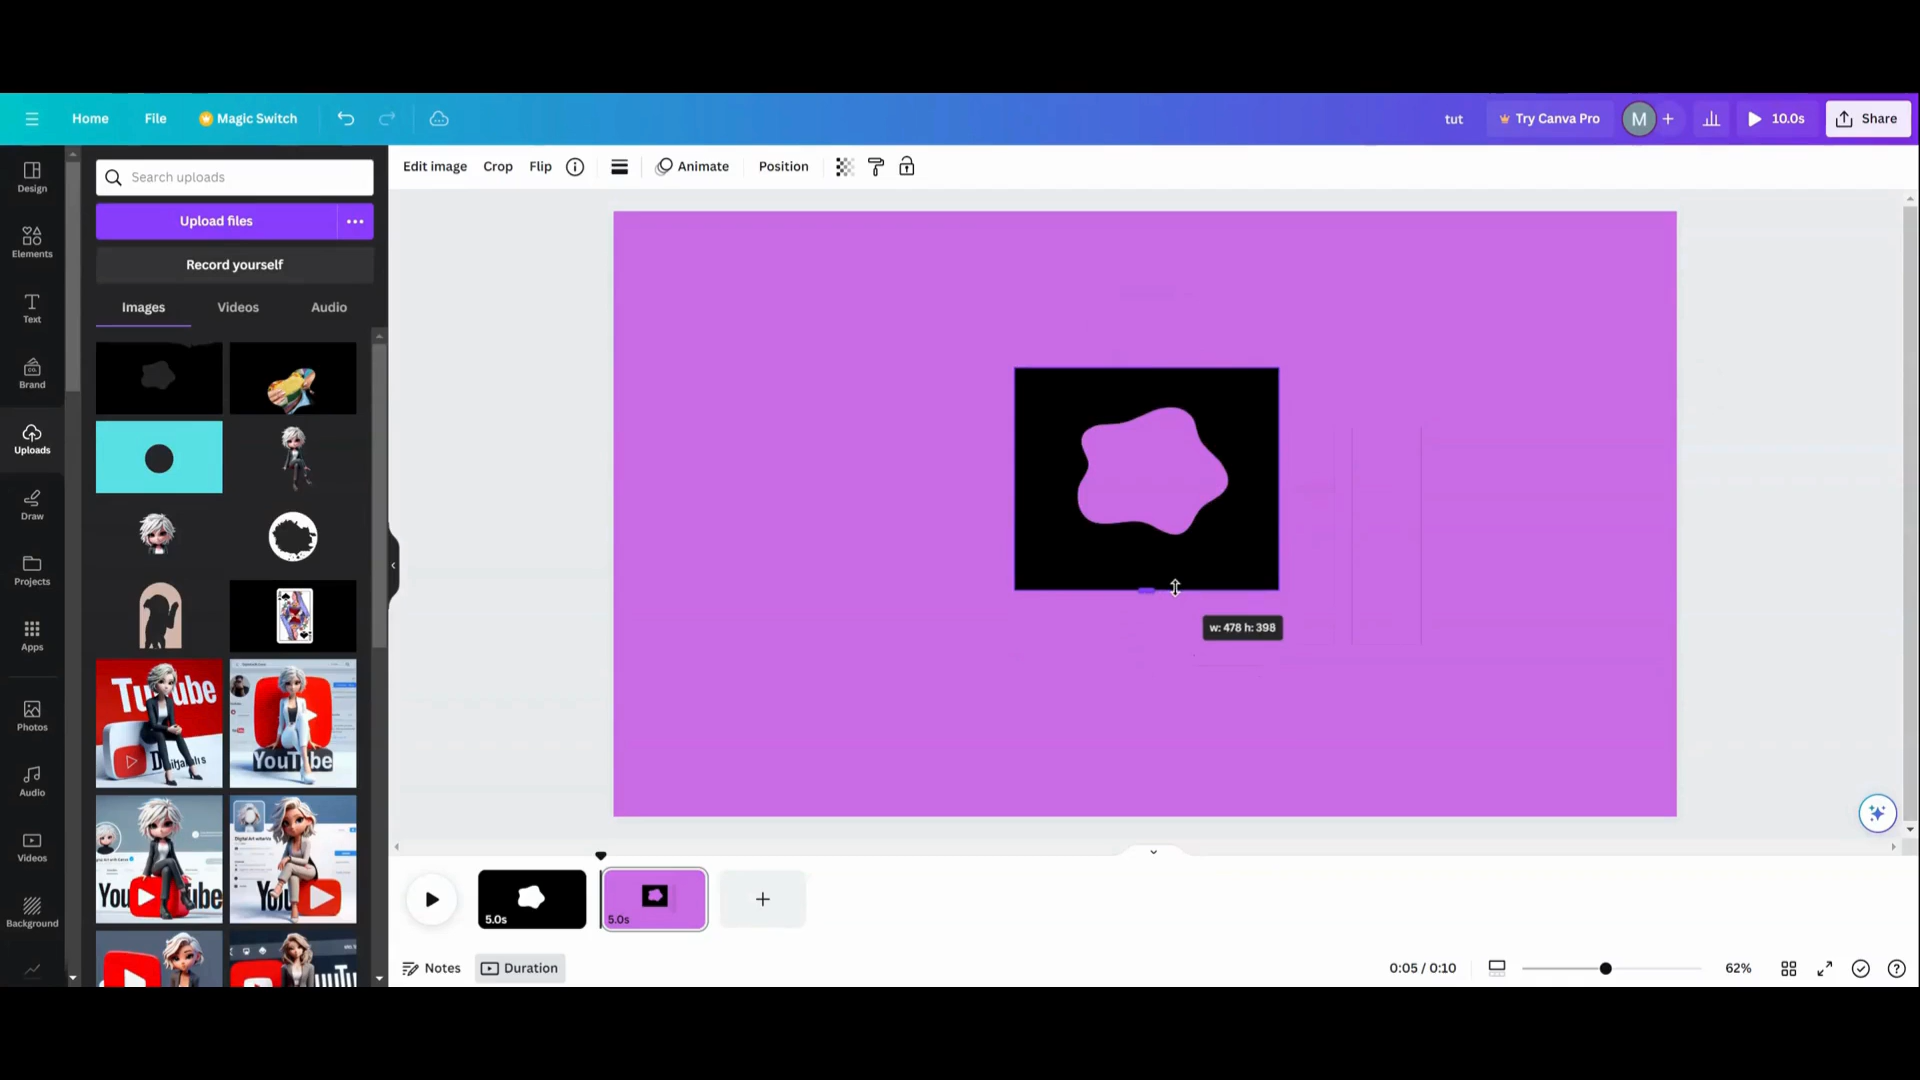 Home
File
Magic Switch
tut
Try Canva Pro
M
10.0s
Share
Design
Elements
Text
Brand
Uploads
Draw
Projects
Apps
Photos
Audio
Videos
Background
Search uploads
Upload files
Record yourself
Images
Videos
Audio
YouTube
Edit image
Crop
Flip
Animate
Position
w: 478 h: 398
5.0s
5.0s
Notes
Duration
0:05 / 0:10
62%